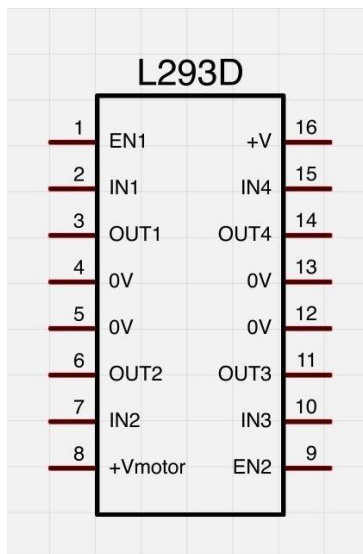 L293D
1 EN1 +V 16
2 IN1 IN4 15
3 OUT1 OUT4 14
4 0V 0V 13
5 0V 0V 12
6 OUT2 OUT3 11
7 IN2 IN3 10
8 +Vmotor EN2 9